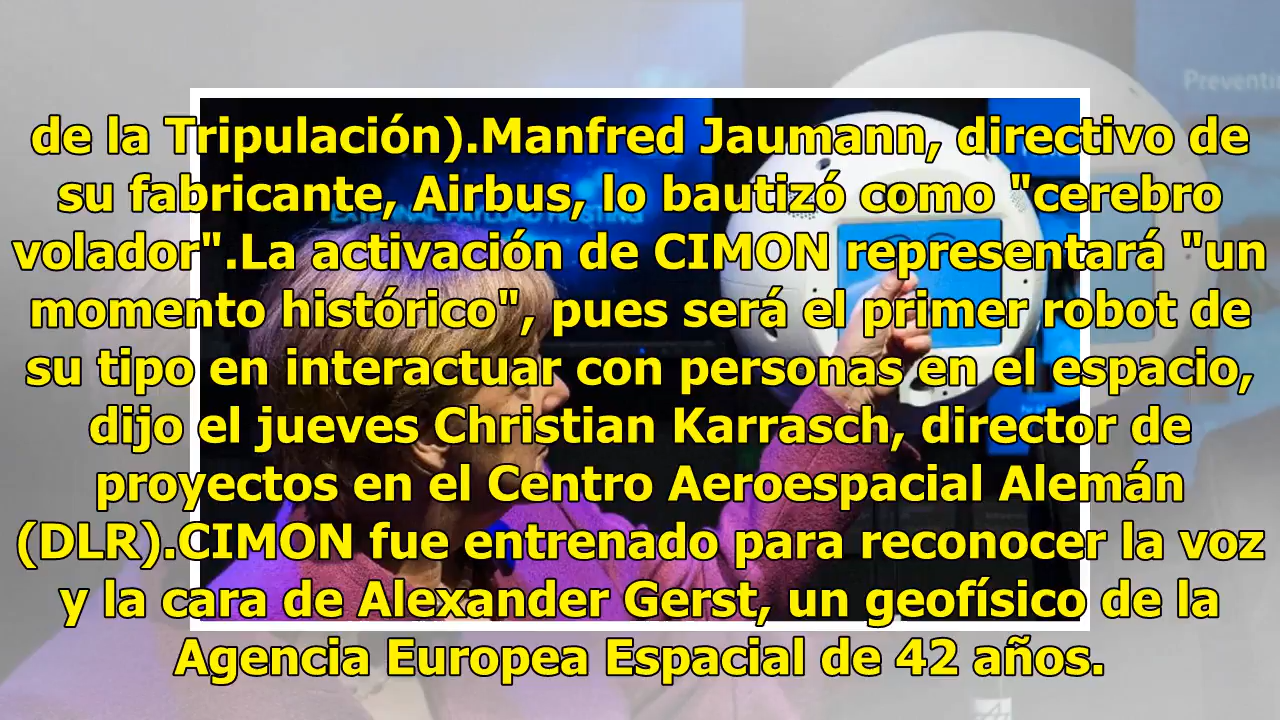 de la Tripulación).Manfred Jaumann, directivo de
su fabricante, Airbus, lo bautizó como "cerebro
volador".La activación de CIMON representará "un
momento histórico", pues será el primer robot de
su tipo en interactuar con personas en el espacio,
dijo el jueves Christian Karrasch, director de
proyectos en el Centro Aeroespacial Alemán
(DLR).CIMON fue entrenado para reconocer la voz
y la cara de Alexander Gerst, un geofísico de la
Agencia Europea Espacial de 42 años.
EXTERNAL PAYLOAD HOSTING